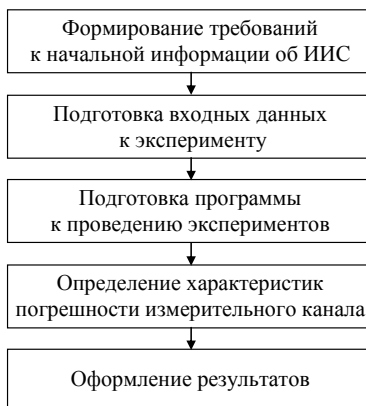 Формирование требований
к начальной информации об ИИС
Подготовка входных данных
к эксперименту
Подготовка программы
к проведению экспериментов
Определение характеристик
погрешности измерительного канала
Оформление результатов